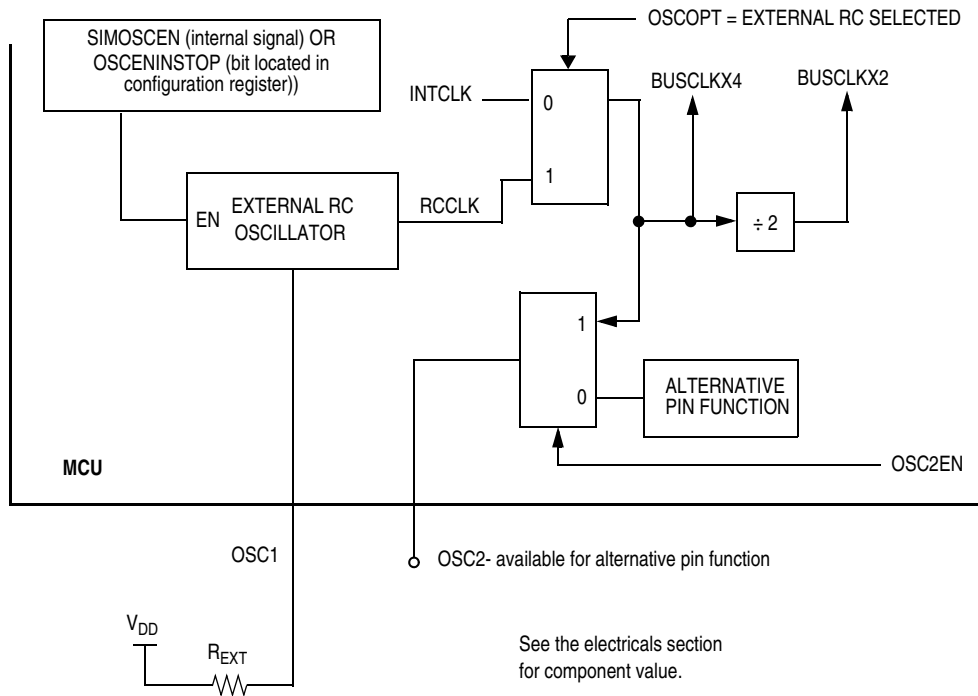 OSCOPT = EXTERNAL RC SELECTED
SIMOSCEN (internal signal) OR
OSCENINSTOP (bit located in
configuration register))
BUSCLKX4
BUSCLKX2
INTCLK
0
1
EN
EXTERNAL RC
OSCILLATOR
RCCLK
÷ 2
1
0
ALTERNATIVE
PIN FUNCTION
MCU
OSC2EN
OSC1
OSC2- available for alternative pin function
VDD
REXT
See the electricals section
for component value.